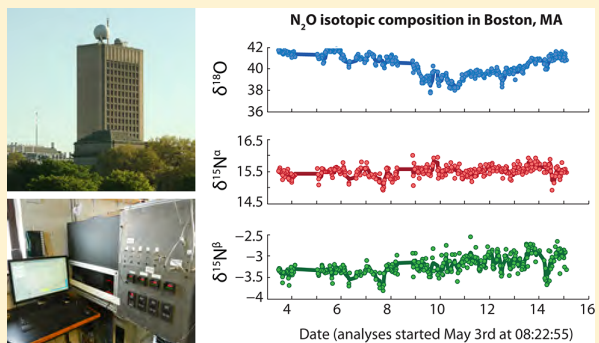 N₂O isotopic composition in Boston, MA
δ¹⁸O
42
40
38
36
δ¹⁵Nᵅ
16.5
15.5
14.5
δ¹⁵Nᵝ
−2.5
−3
−3.5
−4
4 6 8 10 12 14 16
Date (analyses started May 3rd at 08:22:55)